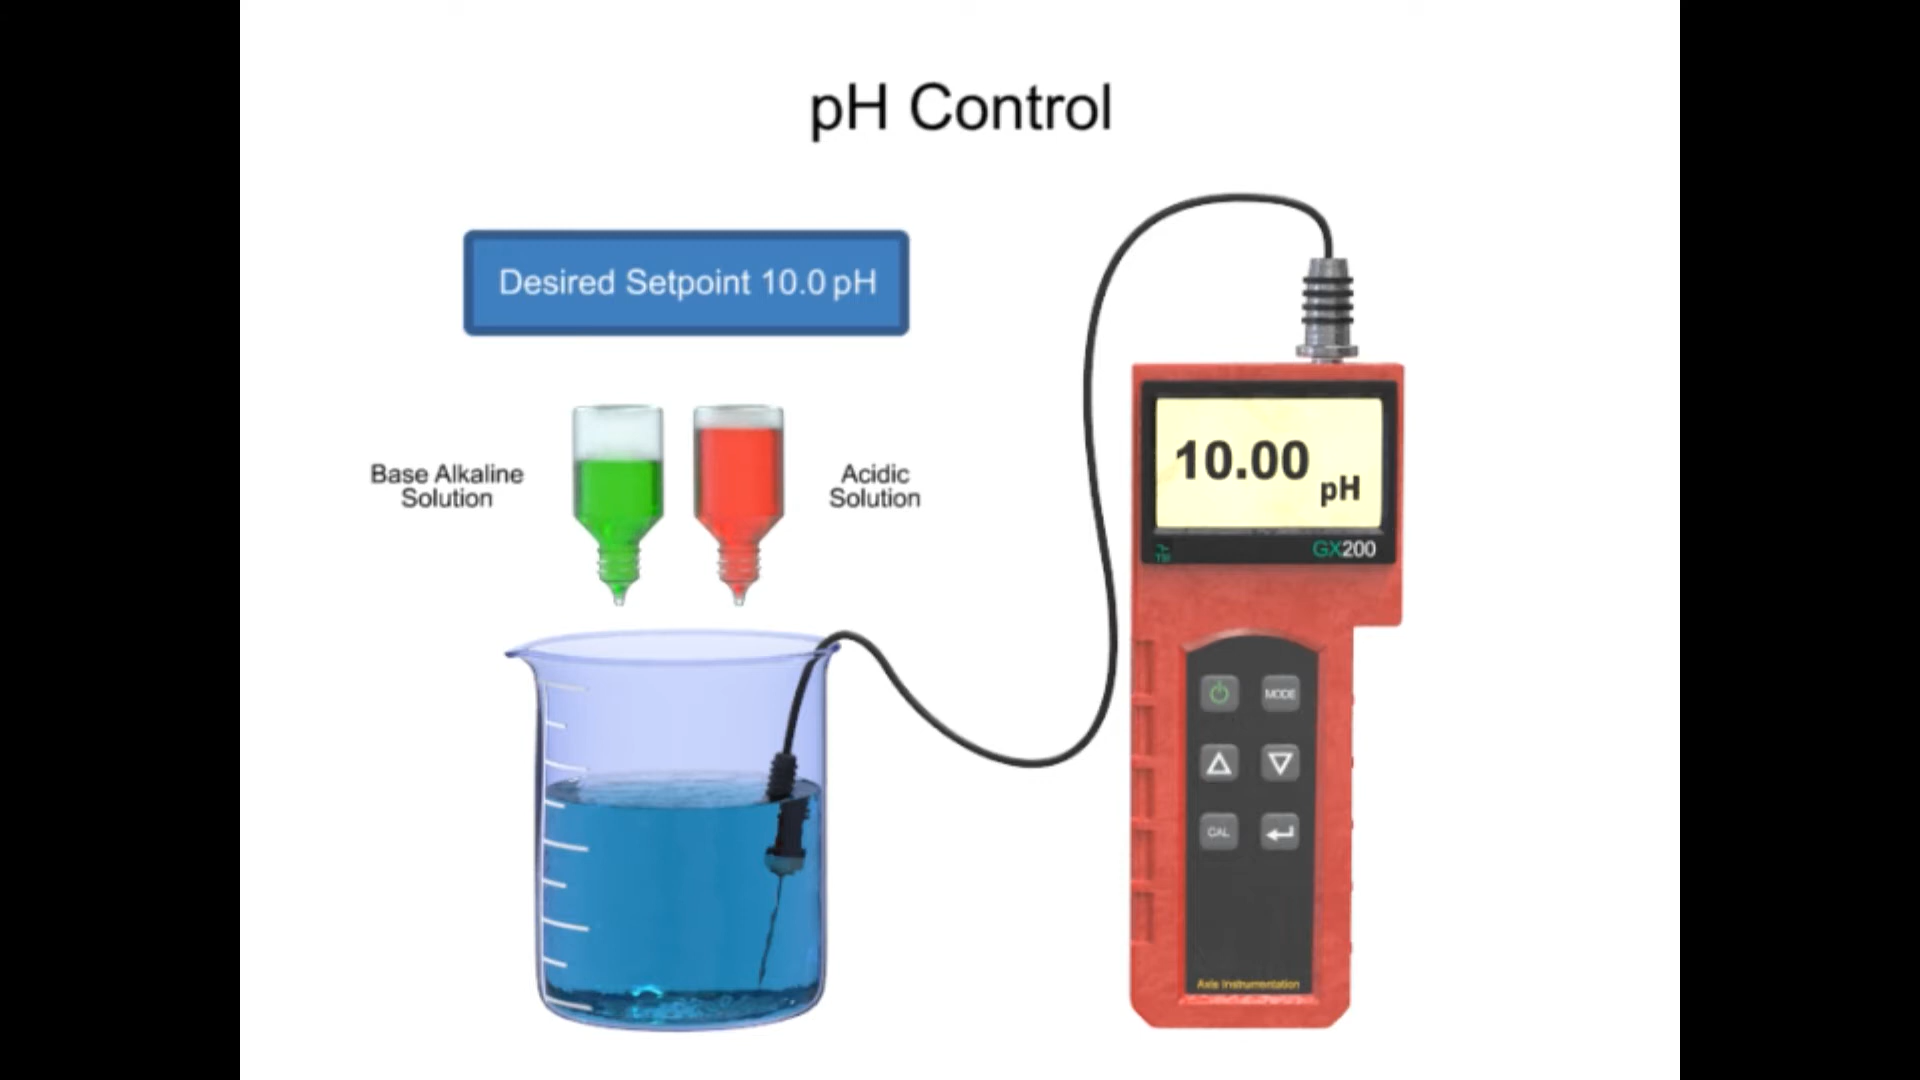 pH Control
Desired Setpoint 10.0 pH
Base Alkaline
Solution
Acidic
Solution
10.00
pH
GX200
MODE
CAL
Axis Instrumentation